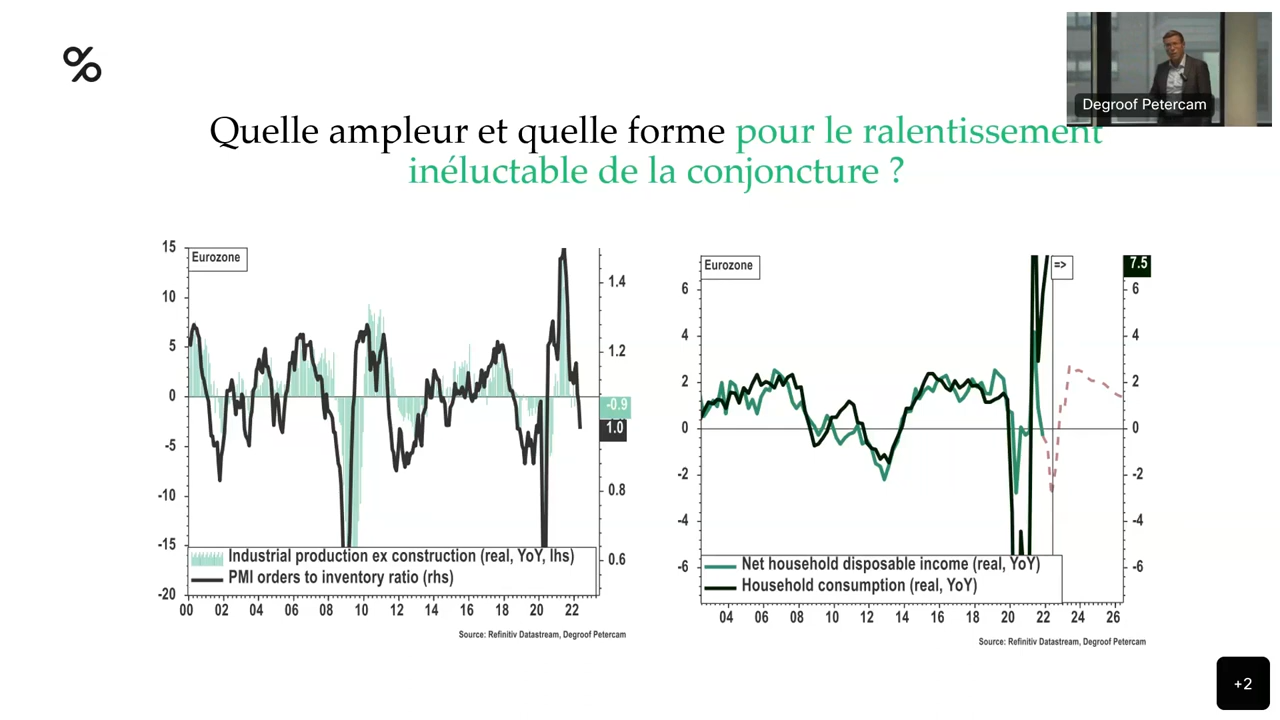 %
Degroof Petercam
Quelle ampleur et quelle forme pour le ralentissement
inéluctable de la conjoncture ?
Eurozone
15
10
5
0
-5
-10
-15
-20
1.4
1.2
-0.9
1.0
0.8
0.6
Industrial production ex construction (real, YoY, lhs)
PMI orders to inventory ratio (rhs)
00 02 04 06 08 10 12 14 16 18 20 22
Source: Refinitiv Datastream, Degroof Petercam
Eurozone
=>
7.5
6
4
2
0
-2
-4
-6
6
4
2
0
-2
-4
-6
Net household disposable income (real, YoY)
Household consumption (real, YoY)
04 06 08 10 12 14 16 18 20 22 24 26
Source: Refinitiv Datastream, Degroof Petercam
+2